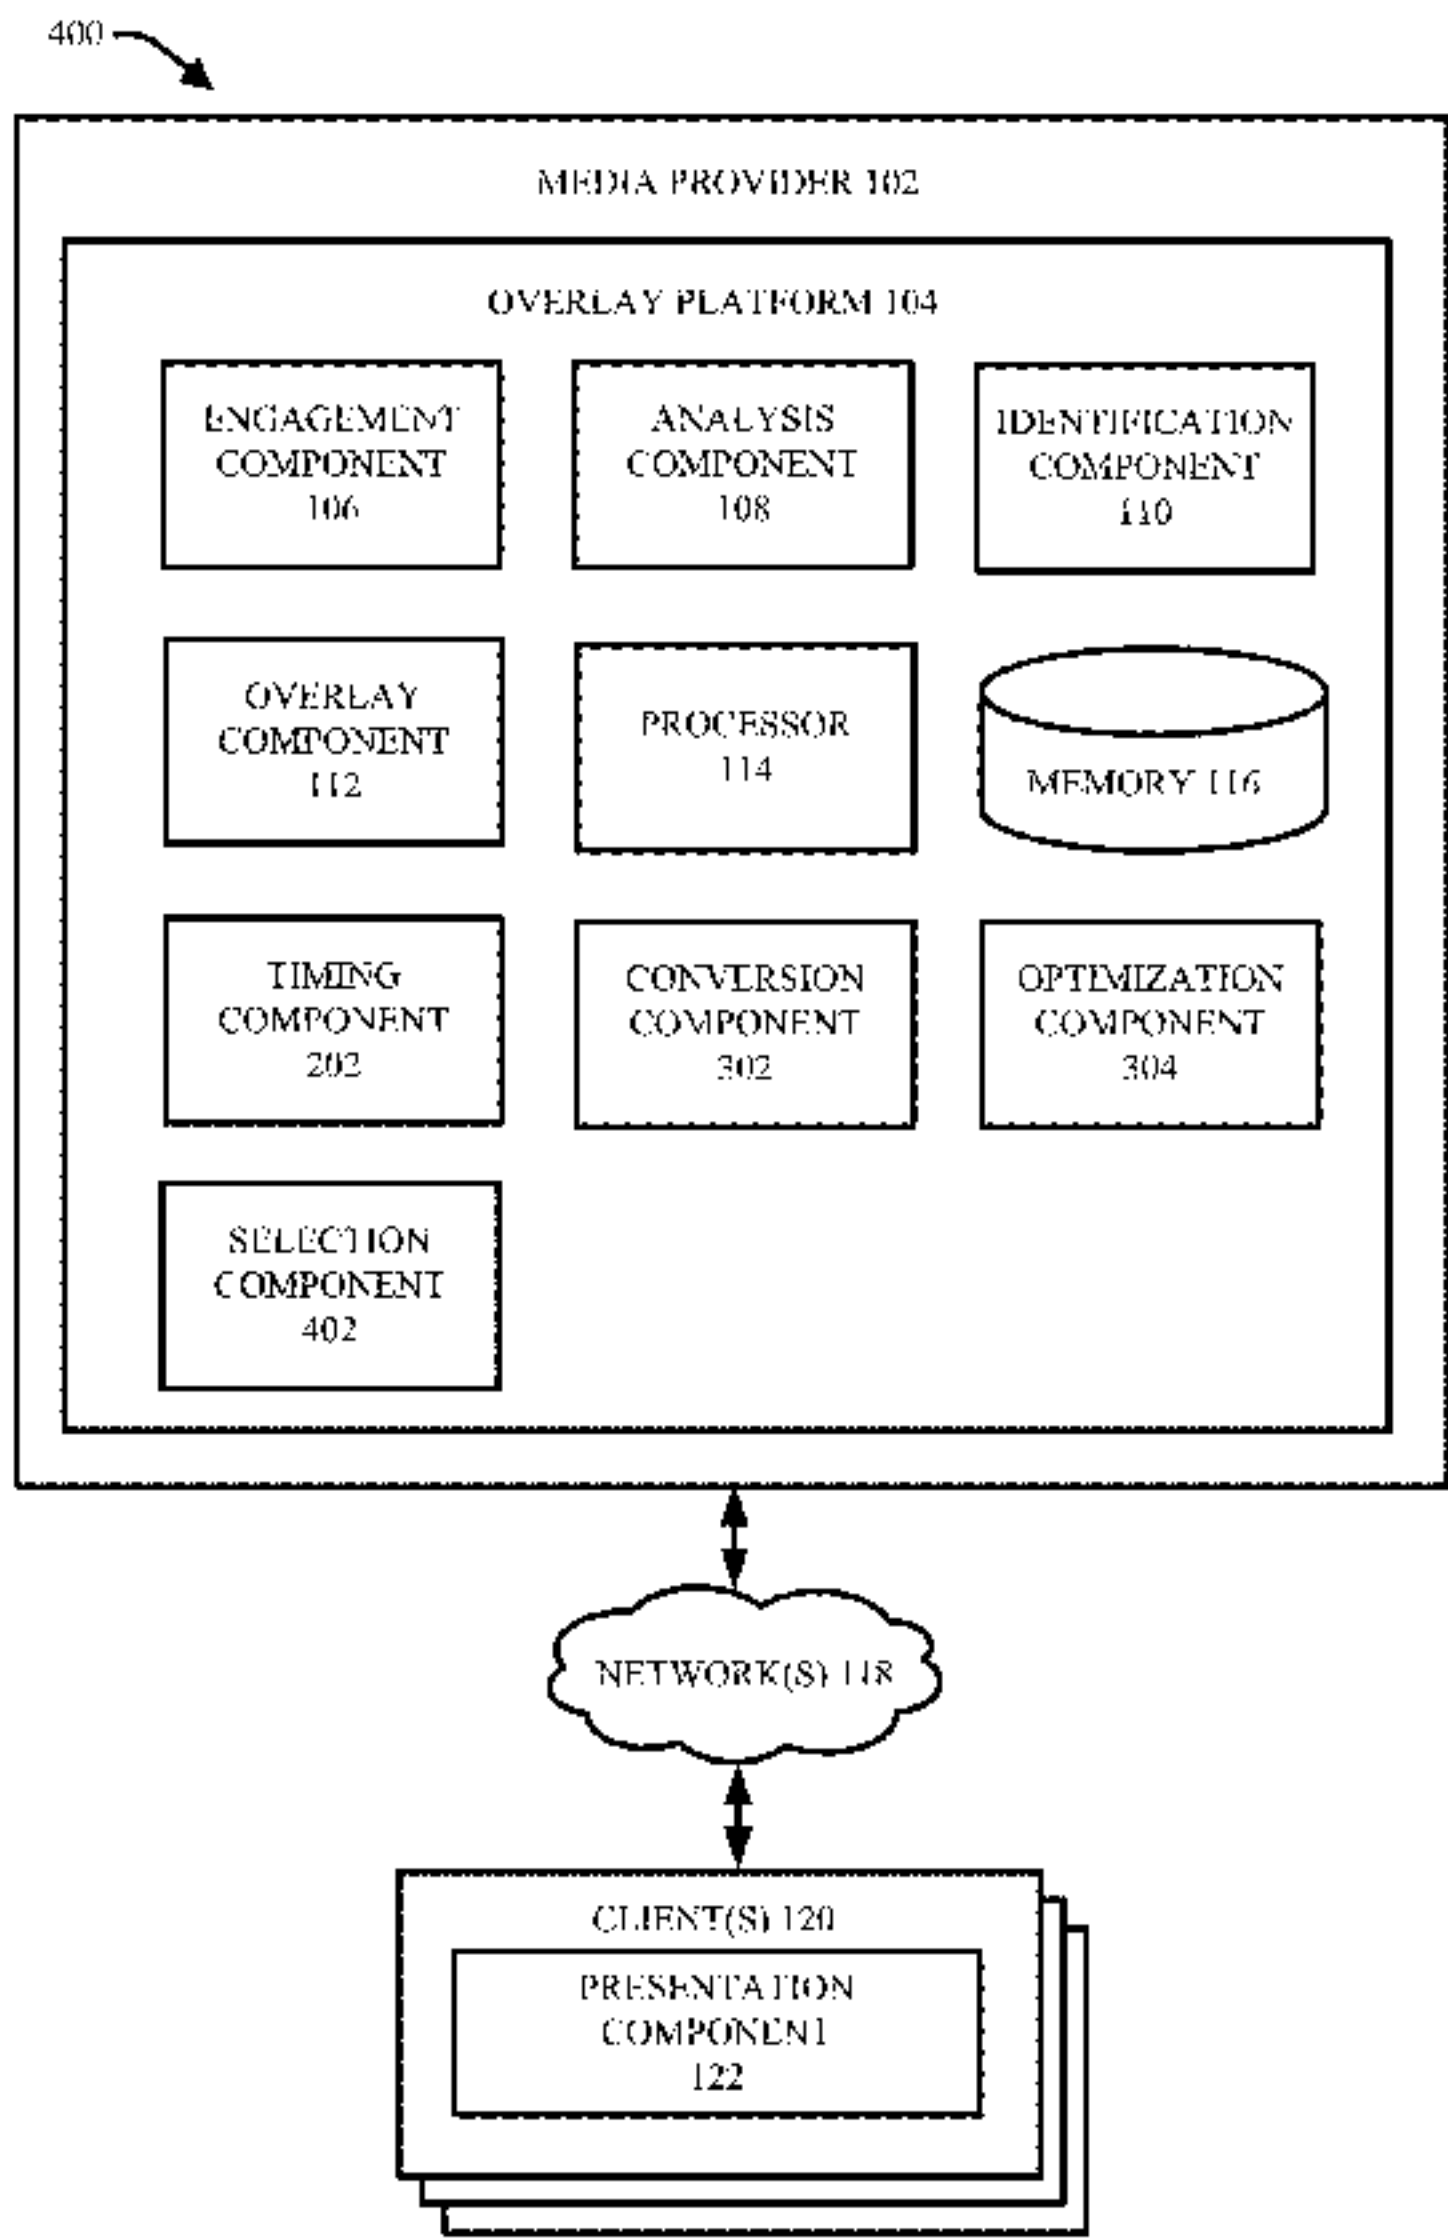 400
MEDIA PROVIDER 102
OVERLAY PLATFORM 104
ENGAGEMENT
COMPONENT
106
ANALYSIS
COMPONENT
108
IDENTIFICATION
COMPONENT
110
OVERLAY
COMPONENT
112
PROCESSOR
114
MEMORY 116
TIMING
COMPONENT
202
CONVERSION
COMPONENT
302
OPTIMIZATION
COMPONENT
304
SELECTION
COMPONENT
402
NETWORK(S) 118
CLIENT(S) 120
PRESENTATION
COMPONENT
122